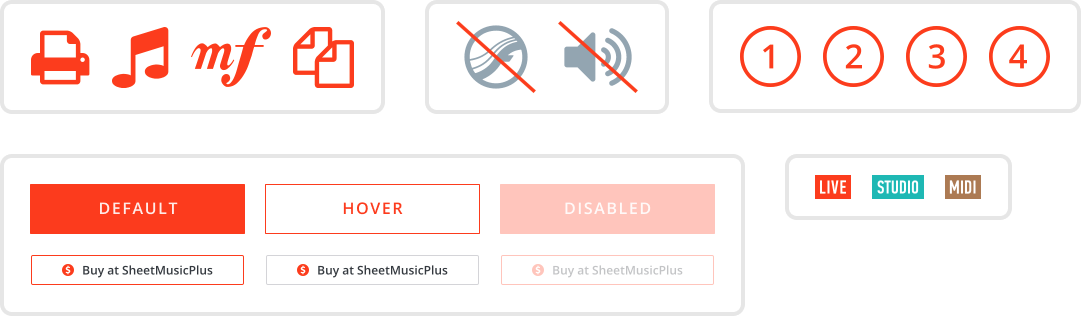 mf
1 2 3 4
DEFAULT HOVER DISABLED
$ Buy at SheetMusicPlus $ Buy at SheetMusicPlus $ Buy at SheetMusicPlus
LIVE STUDIO MIDI